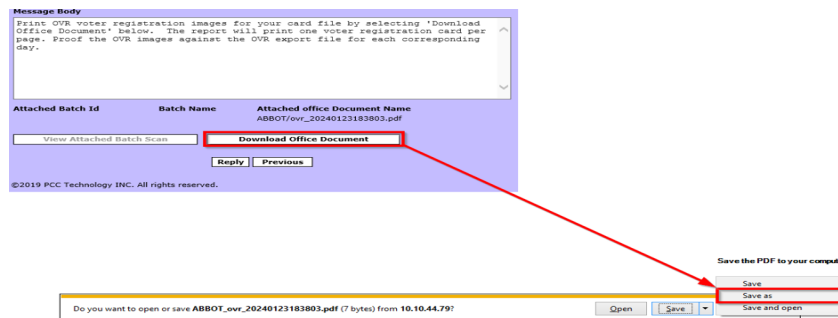 Message Body
Print OVR voter registration images for your card file by selecting 'Download
Office Document' below. The report will print one voter registration card per
page. Proof the OVR images against the OVR export file for each corresponding
day.
Attached Batch Id Batch Name Attached office Document Name
ABBOT/ovr_20240123183803.pdf
View Attached Batch Scan Download Office Document
Reply Previous
©2019 PCC Technology INC. All rights reserved.
Save the PDF to your
Save
Save as
Do you want to open or save ABBOT_ovr_20240123183803.pdf (7 bytes) from 10.10.44.79? Open Save Save and open